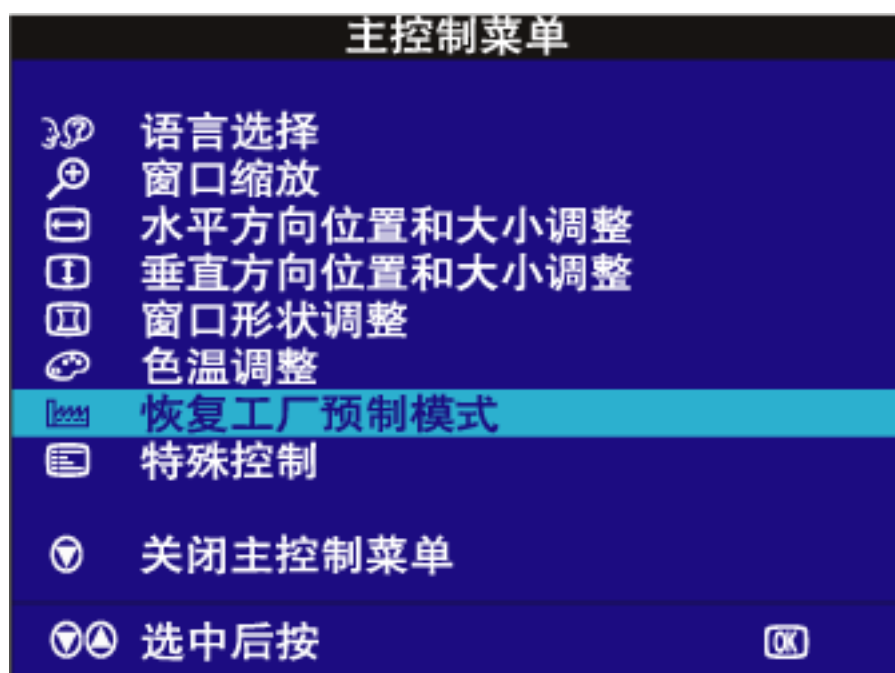 主控制菜单
语言选择
窗口缩放
水平方向位置和大小调整
垂直方向位置和大小调整
窗口形状调整
色温调整
恢复工厂预制模式
特殊控制
关闭主控制菜单
选中后按 OK